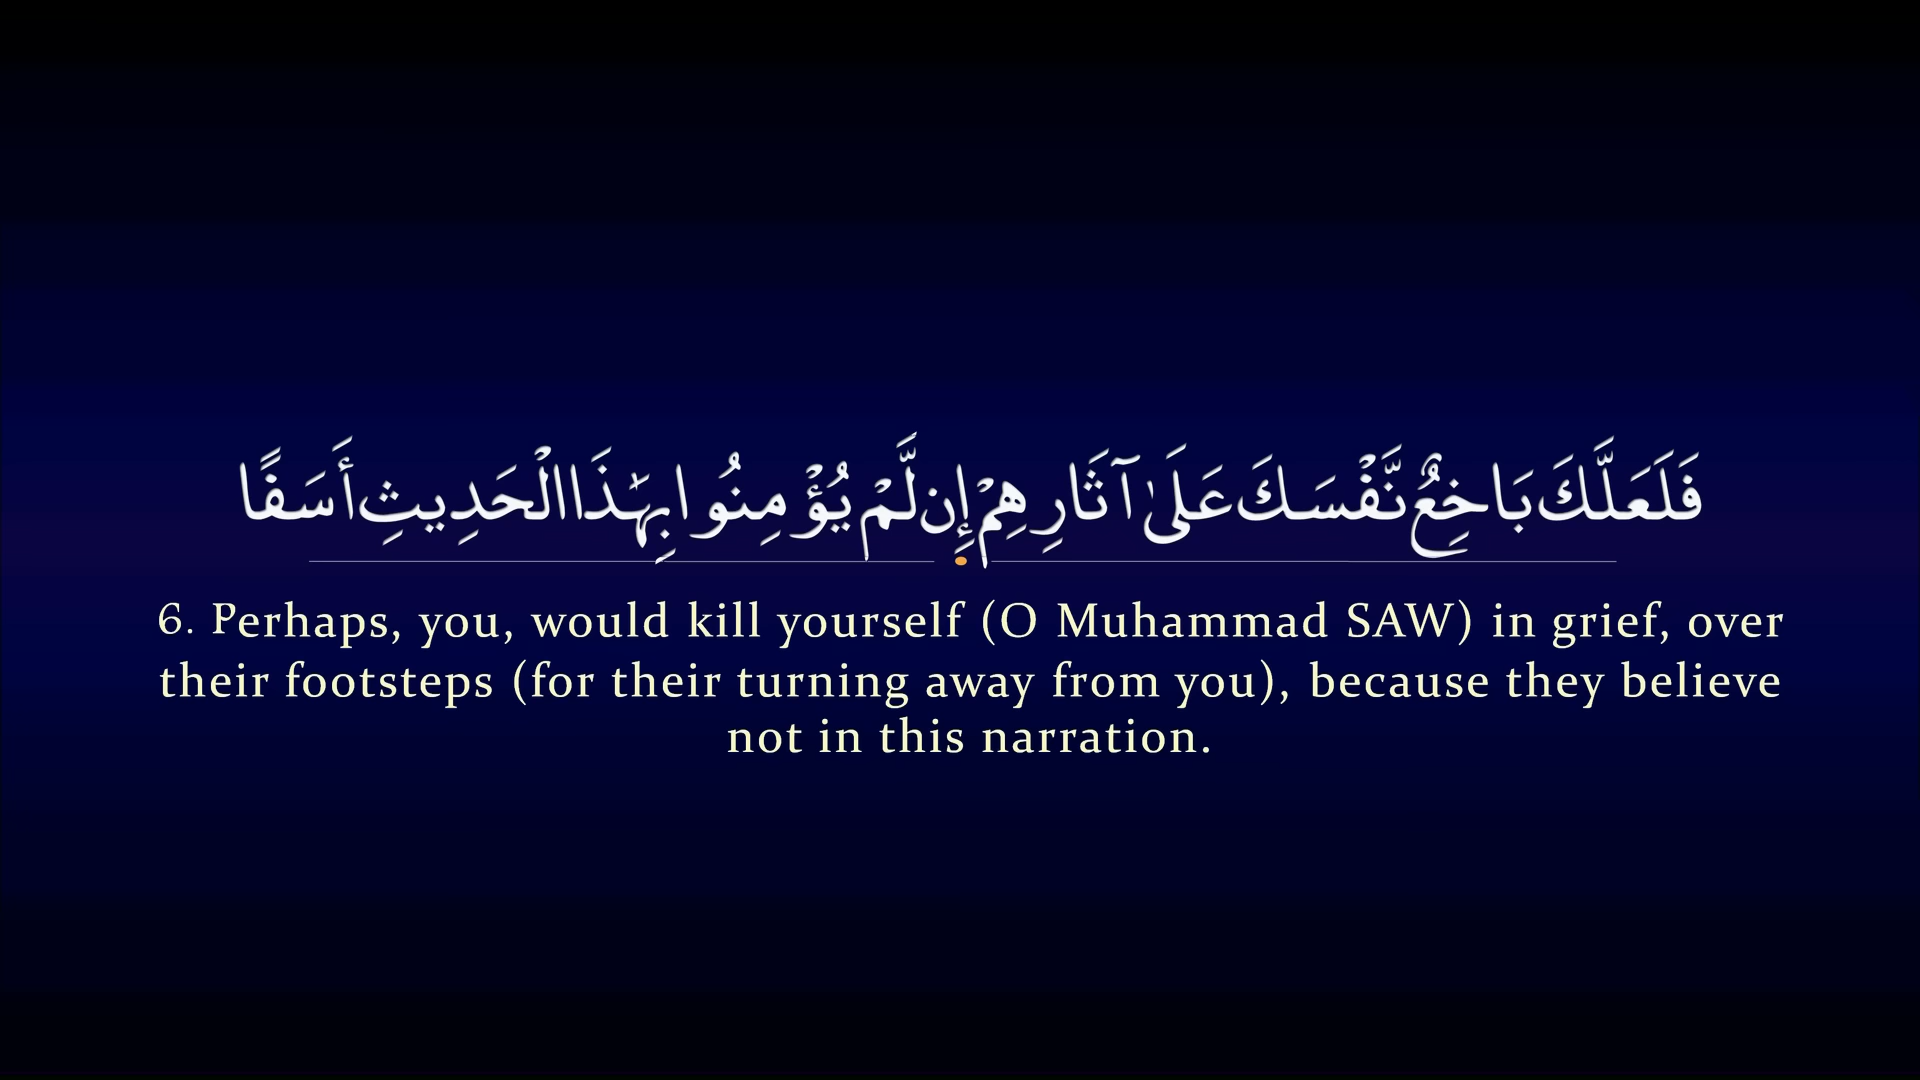 فَلَعَلَّكَ بَاخِعٌ نَّفْسَكَ عَلَىٰ آثَارِهِمْ إِن لَّمْ يُؤْمِنُوا بِهَٰذَا الْحَدِيثِ أَسَفًا
6. Perhaps, you, would kill yourself (O Muhammad SAW) in grief, over
their footsteps (for their turning away from you), because they believe
not in this narration.